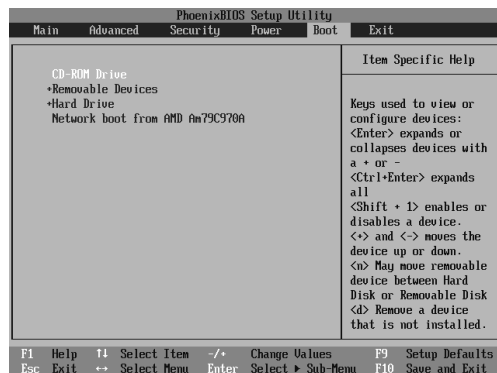 PhoenixBIOS Setup Utility
Main Advanced Security Power Boot Exit
CD-ROM Drive
+Removable Devices
+Hard Drive
Network boot from AMD Am79C970A
Item Specific Help
Keys used to view or
configure devices:
<Enter> expands or
collapses devices with
a + or -
<Ctrl+Enter> expands
all
<Shift + 1> enables or
disables a device.
<+> and <-> moves the
device up or down.
<n> May move removable
device between Hard
Disk or Removable Disk
<d> Remove a device
that is not installed.
F1 Help ↑↓ Select Item -/+ Change Values F9 Setup Defaults
Esc Exit ↔ Select Menu Enter Select ▶ Sub-Menu F10 Save and Exit